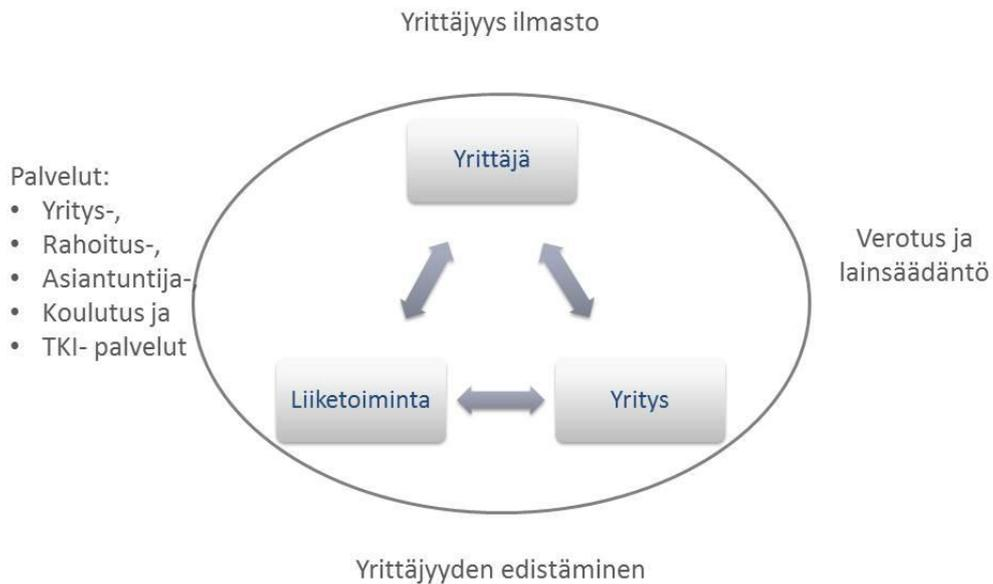 Yrittäjyys ilmasto
Yrittäjä
Palvelut:
• Yritys-,
• Rahoitus-,
• Asiantuntija-,
• Koulutus ja
• TKI- palvelut
Verotus ja
lainsäädäntö
Liiketoiminta
Yritys
Yrittäjyyden edistäminen